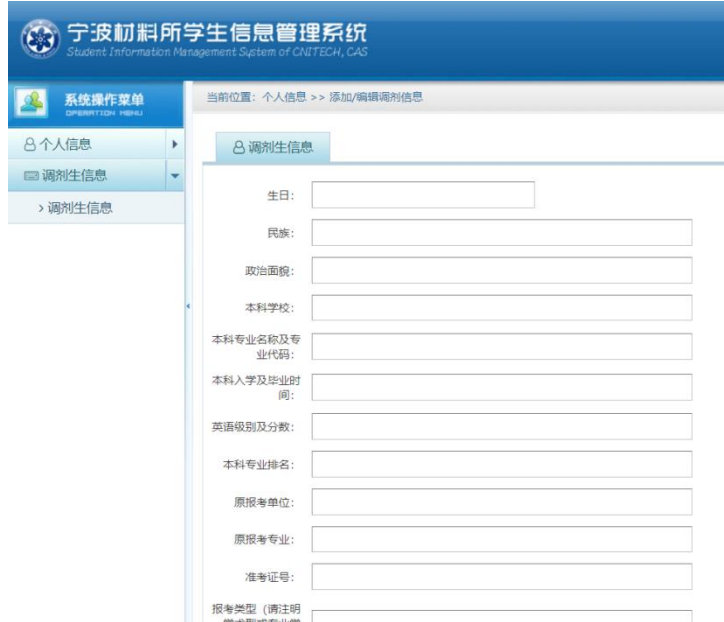 宁波材料所学生信息管理系统
Student Information Management System of CNITECH, CAS
系统操作菜单
OPERATION MENU
当前位置：个人信息 >> 添加/编辑调剂信息
个人信息
调剂生信息
调剂生信息
> 调剂生信息
生日：
民族：
政治面貌：
本科学校：
本科专业名称及专
业代码：
本科入学及毕业时
间：
英语级别及分数：
本科专业排名：
原报考单位：
原报考专业：
准考证号：
报考类型（请注明